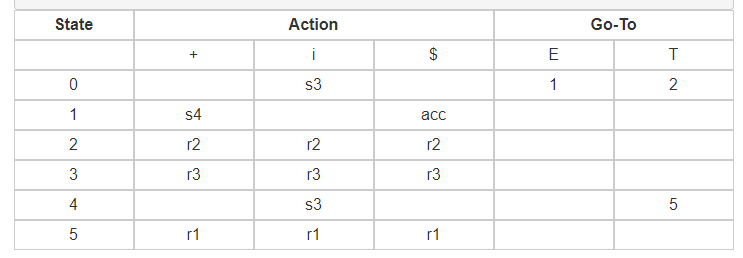 State Action Go-To
+ i $ E T
0 s3 1 2
1 s4 acc
2 r2 r2 r2
3 r3 r3 r3
4 s3 5
5 r1 r1 r1